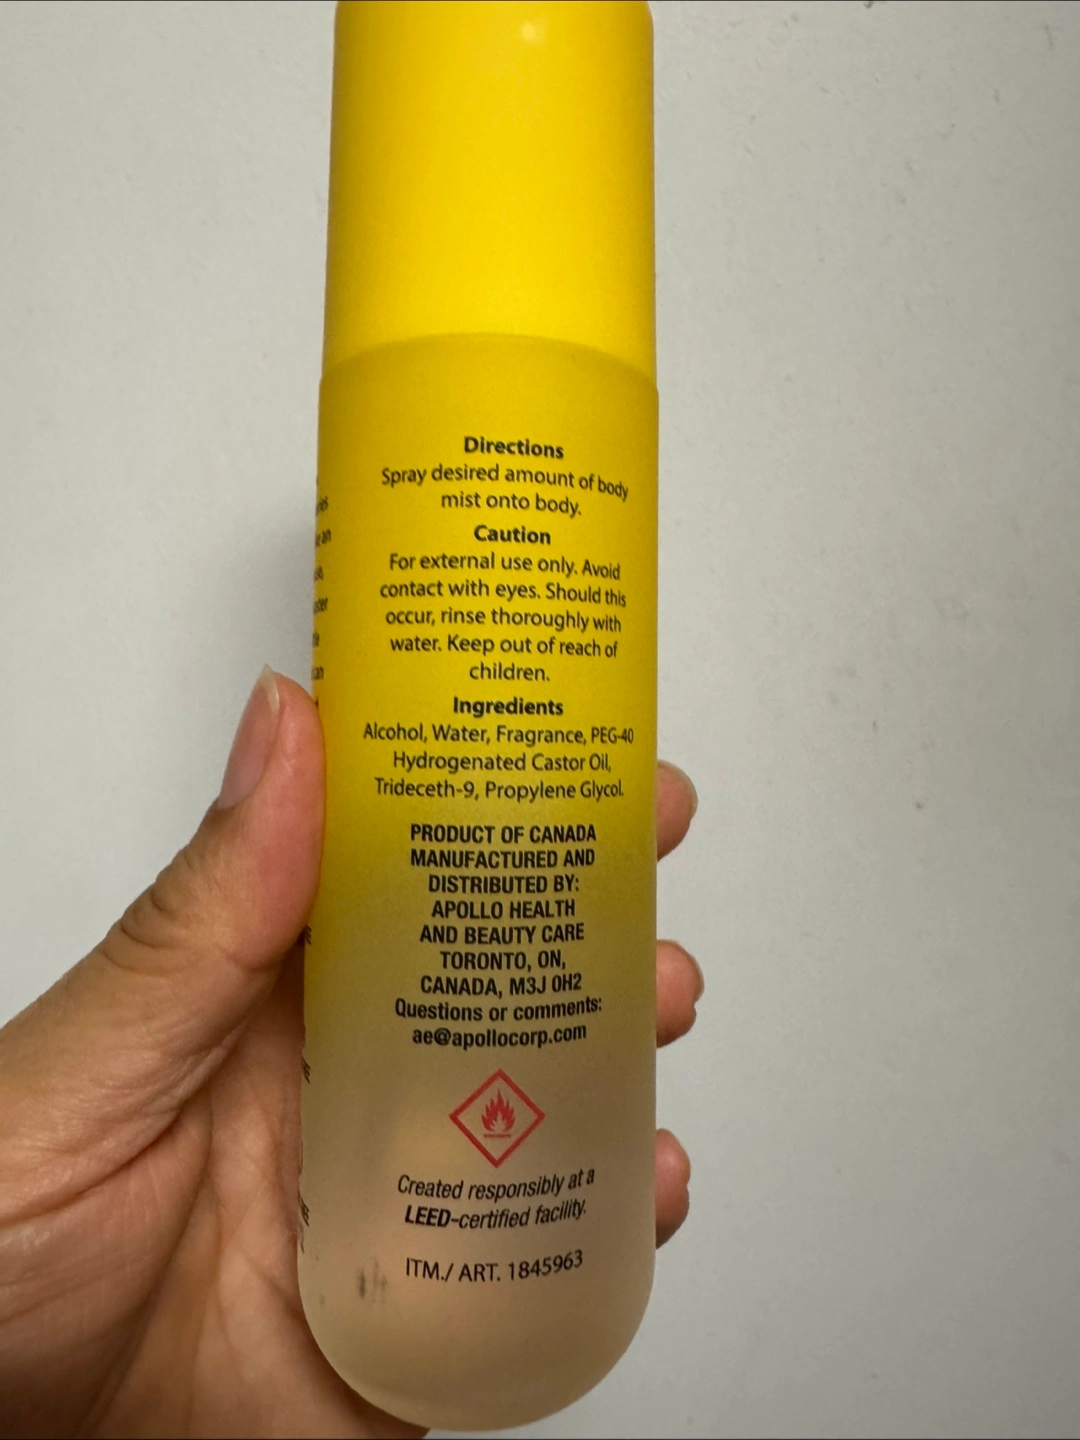 Directions
Spray desired amount of body
mist onto body.
Caution
For external use only. Avoid
contact with eyes. Should this
occur, rinse thoroughly with
water. Keep out of reach of
children.
Ingredients
Alcohol, Water, Fragrance, PEG-40
Hydrogenated Castor Oil,
Trideceth-9, Propylene Glycol.
PRODUCT OF CANADA
MANUFACTURED AND
DISTRIBUTED BY:
APOLLO HEALTH
AND BEAUTY CARE
TORONTO, ON,
CANADA, M3J 0H2
Questions or comments:
ae@apollocorp.com
Created responsibly at a
LEED-certified facility.
ITM./ ART. 1845963